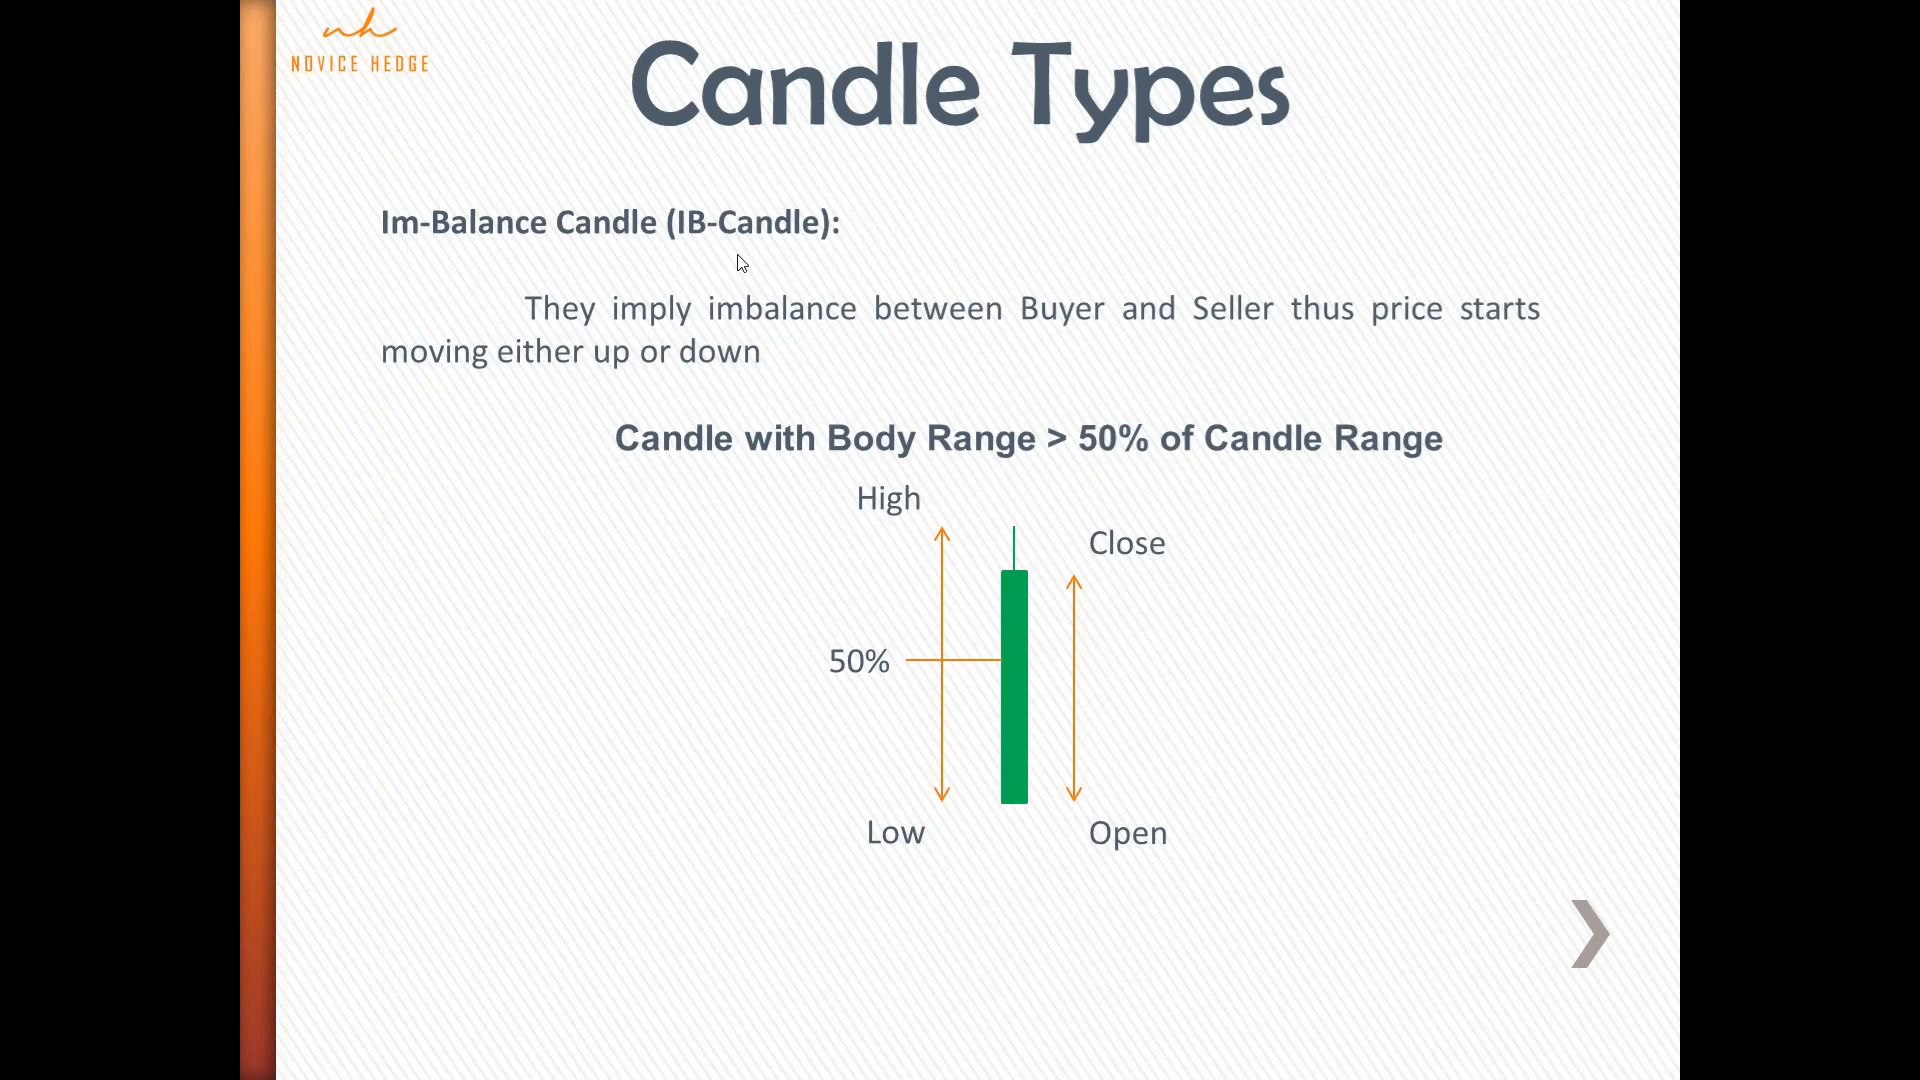 nh
NOVICE HEDGE
Candle Types
Im-Balance Candle (IB-Candle):
They imply imbalance between Buyer and Seller thus price starts
moving either up or down
Candle with Body Range > 50% of Candle Range
High
Close
50%
Low
Open